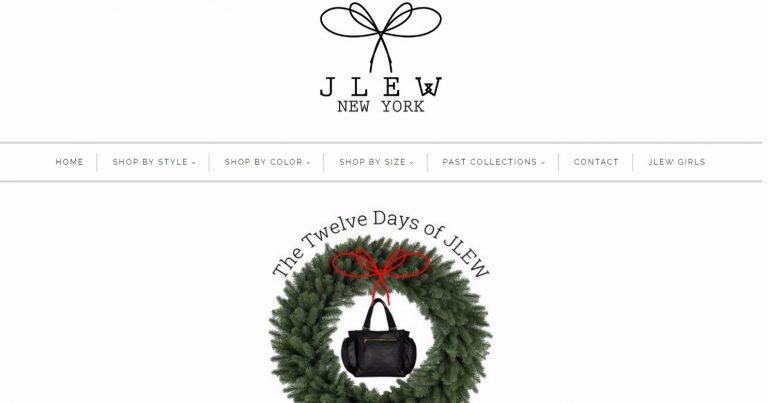 JLEW
NEW YORK
HOME SHOP BY STYLE SHOP BY COLOR SHOP BY SIZE PAST COLLECTIONS CONTACT JLEW GIRLS
The Twelve Days of JLEW